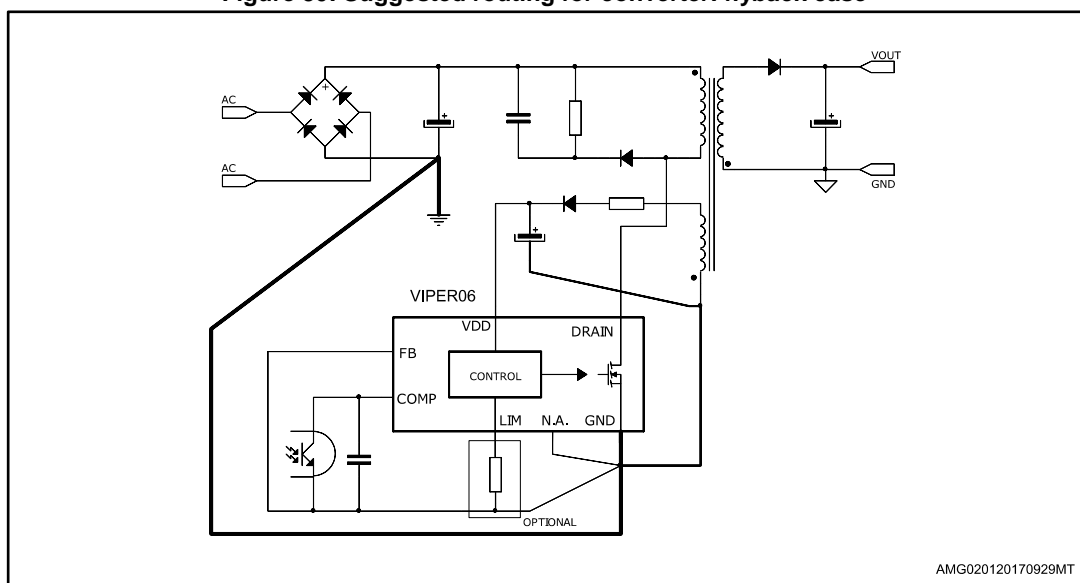 Figure Suggested routing for converter: flyback case
VOUT
AC
+
+
+
AC
GND
+
VIPER06
VDD
DRAIN
FB
CONTROL
COMP
LIM N.A. GND
OPTIONAL
AMG020120170929MT